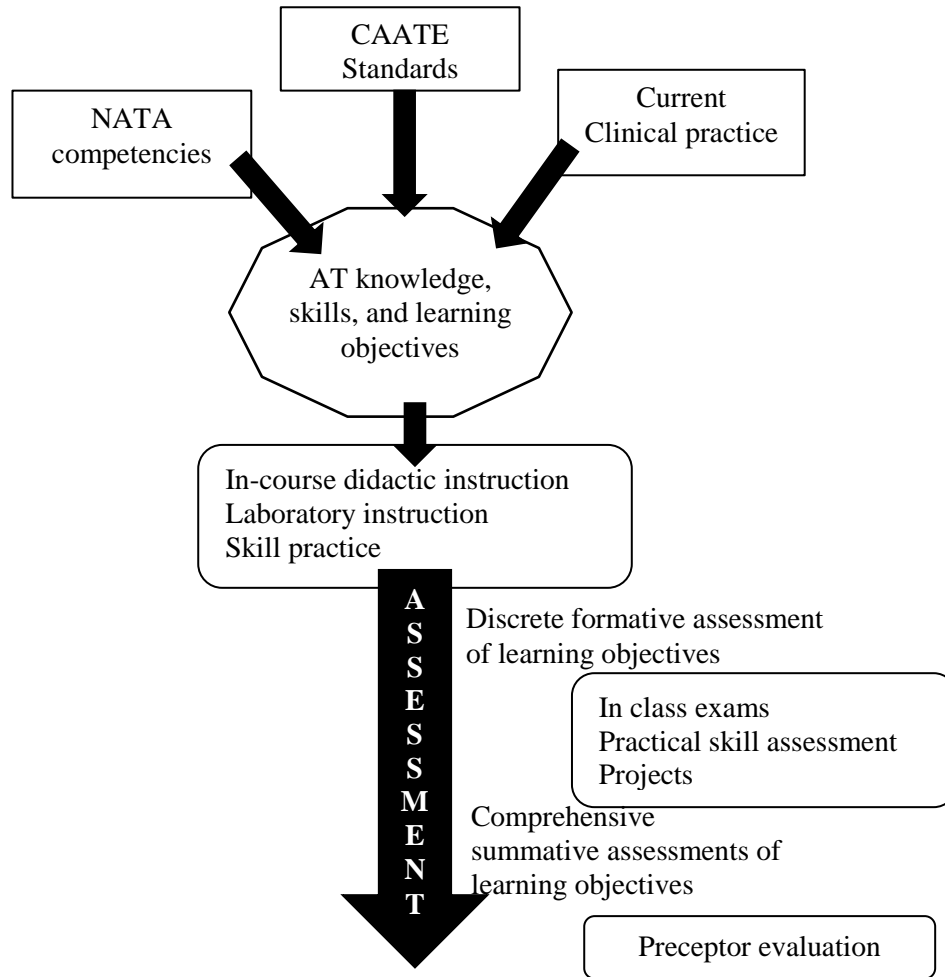 CAATE
Standards
NATA
competencies
Current
Clinical practice
AT knowledge,
skills, and learning
objectives
In-course didactic instruction
Laboratory instruction
Skill practice
ASSESSMENT
Discrete formative assessment
of learning objectives
In class exams
Practical skill assessment
Projects
Comprehensive
summative assessments of
learning objectives
Preceptor evaluation